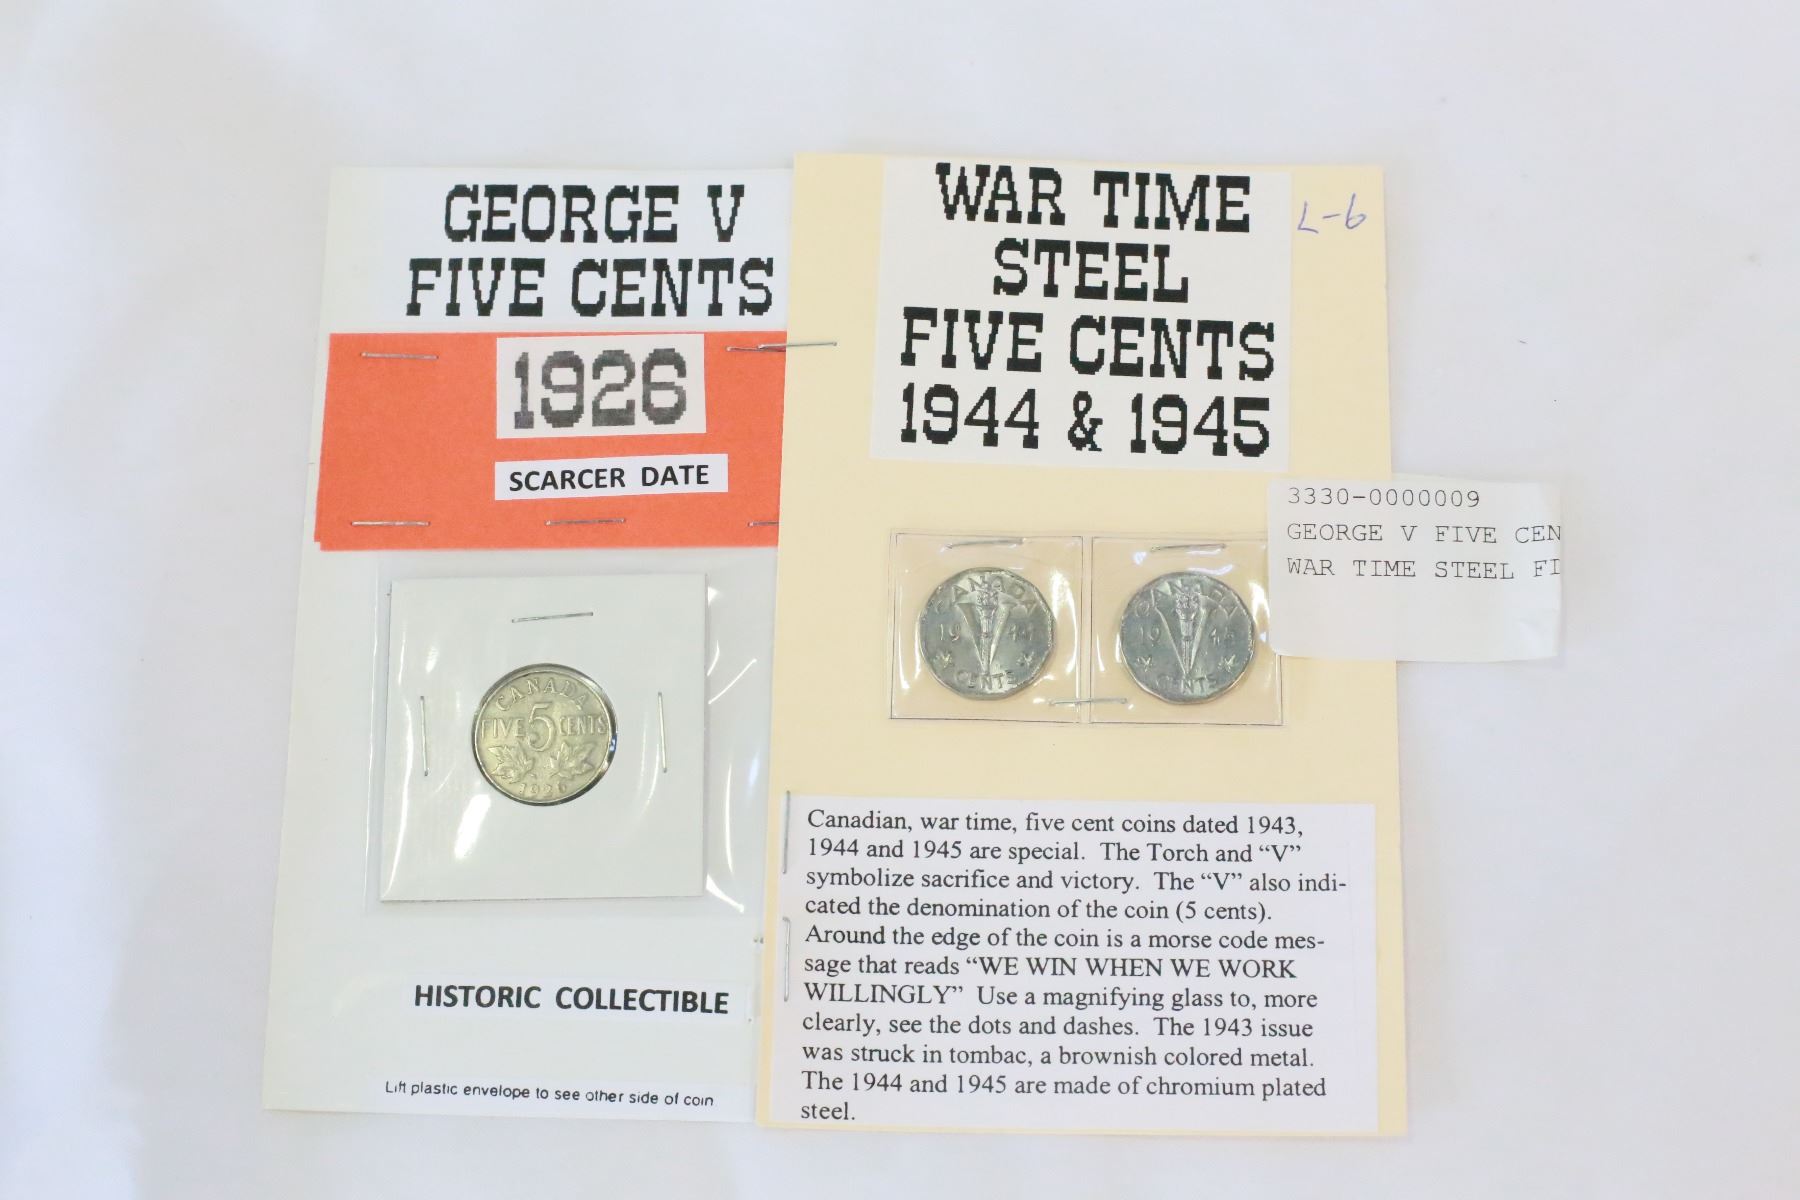 GEORGE V
FIVE CENTS
1926
SCARCER DATE
CANADA
FIVE 5 CENTS
1926
HISTORIC COLLECTIBLE
Lift plastic envelope to see other side of coin
WAR TIME
STEEL
FIVE CENTS
1944 & 1945
L-6
CANADA
19 44
CENTS
CANADA
19 45
CENTS
3330-0000009
GEORGE V FIVE CEN
WAR TIME STEEL FI
Canadian, war time, five cent coins dated 1943,
1944 and 1945 are special. The Torch and “V”
symbolize sacrifice and victory. The “V” also indi-
cated the denomination of the coin (5 cents).
Around the edge of the coin is a morse code mes-
sage that reads “WE WIN WHEN WE WORK
WILLINGLY” Use a magnifying glass to, more
clearly, see the dots and dashes. The 1943 issue
was struck in tombac, a brownish colored metal.
The 1944 and 1945 are made of chromium plated
steel.